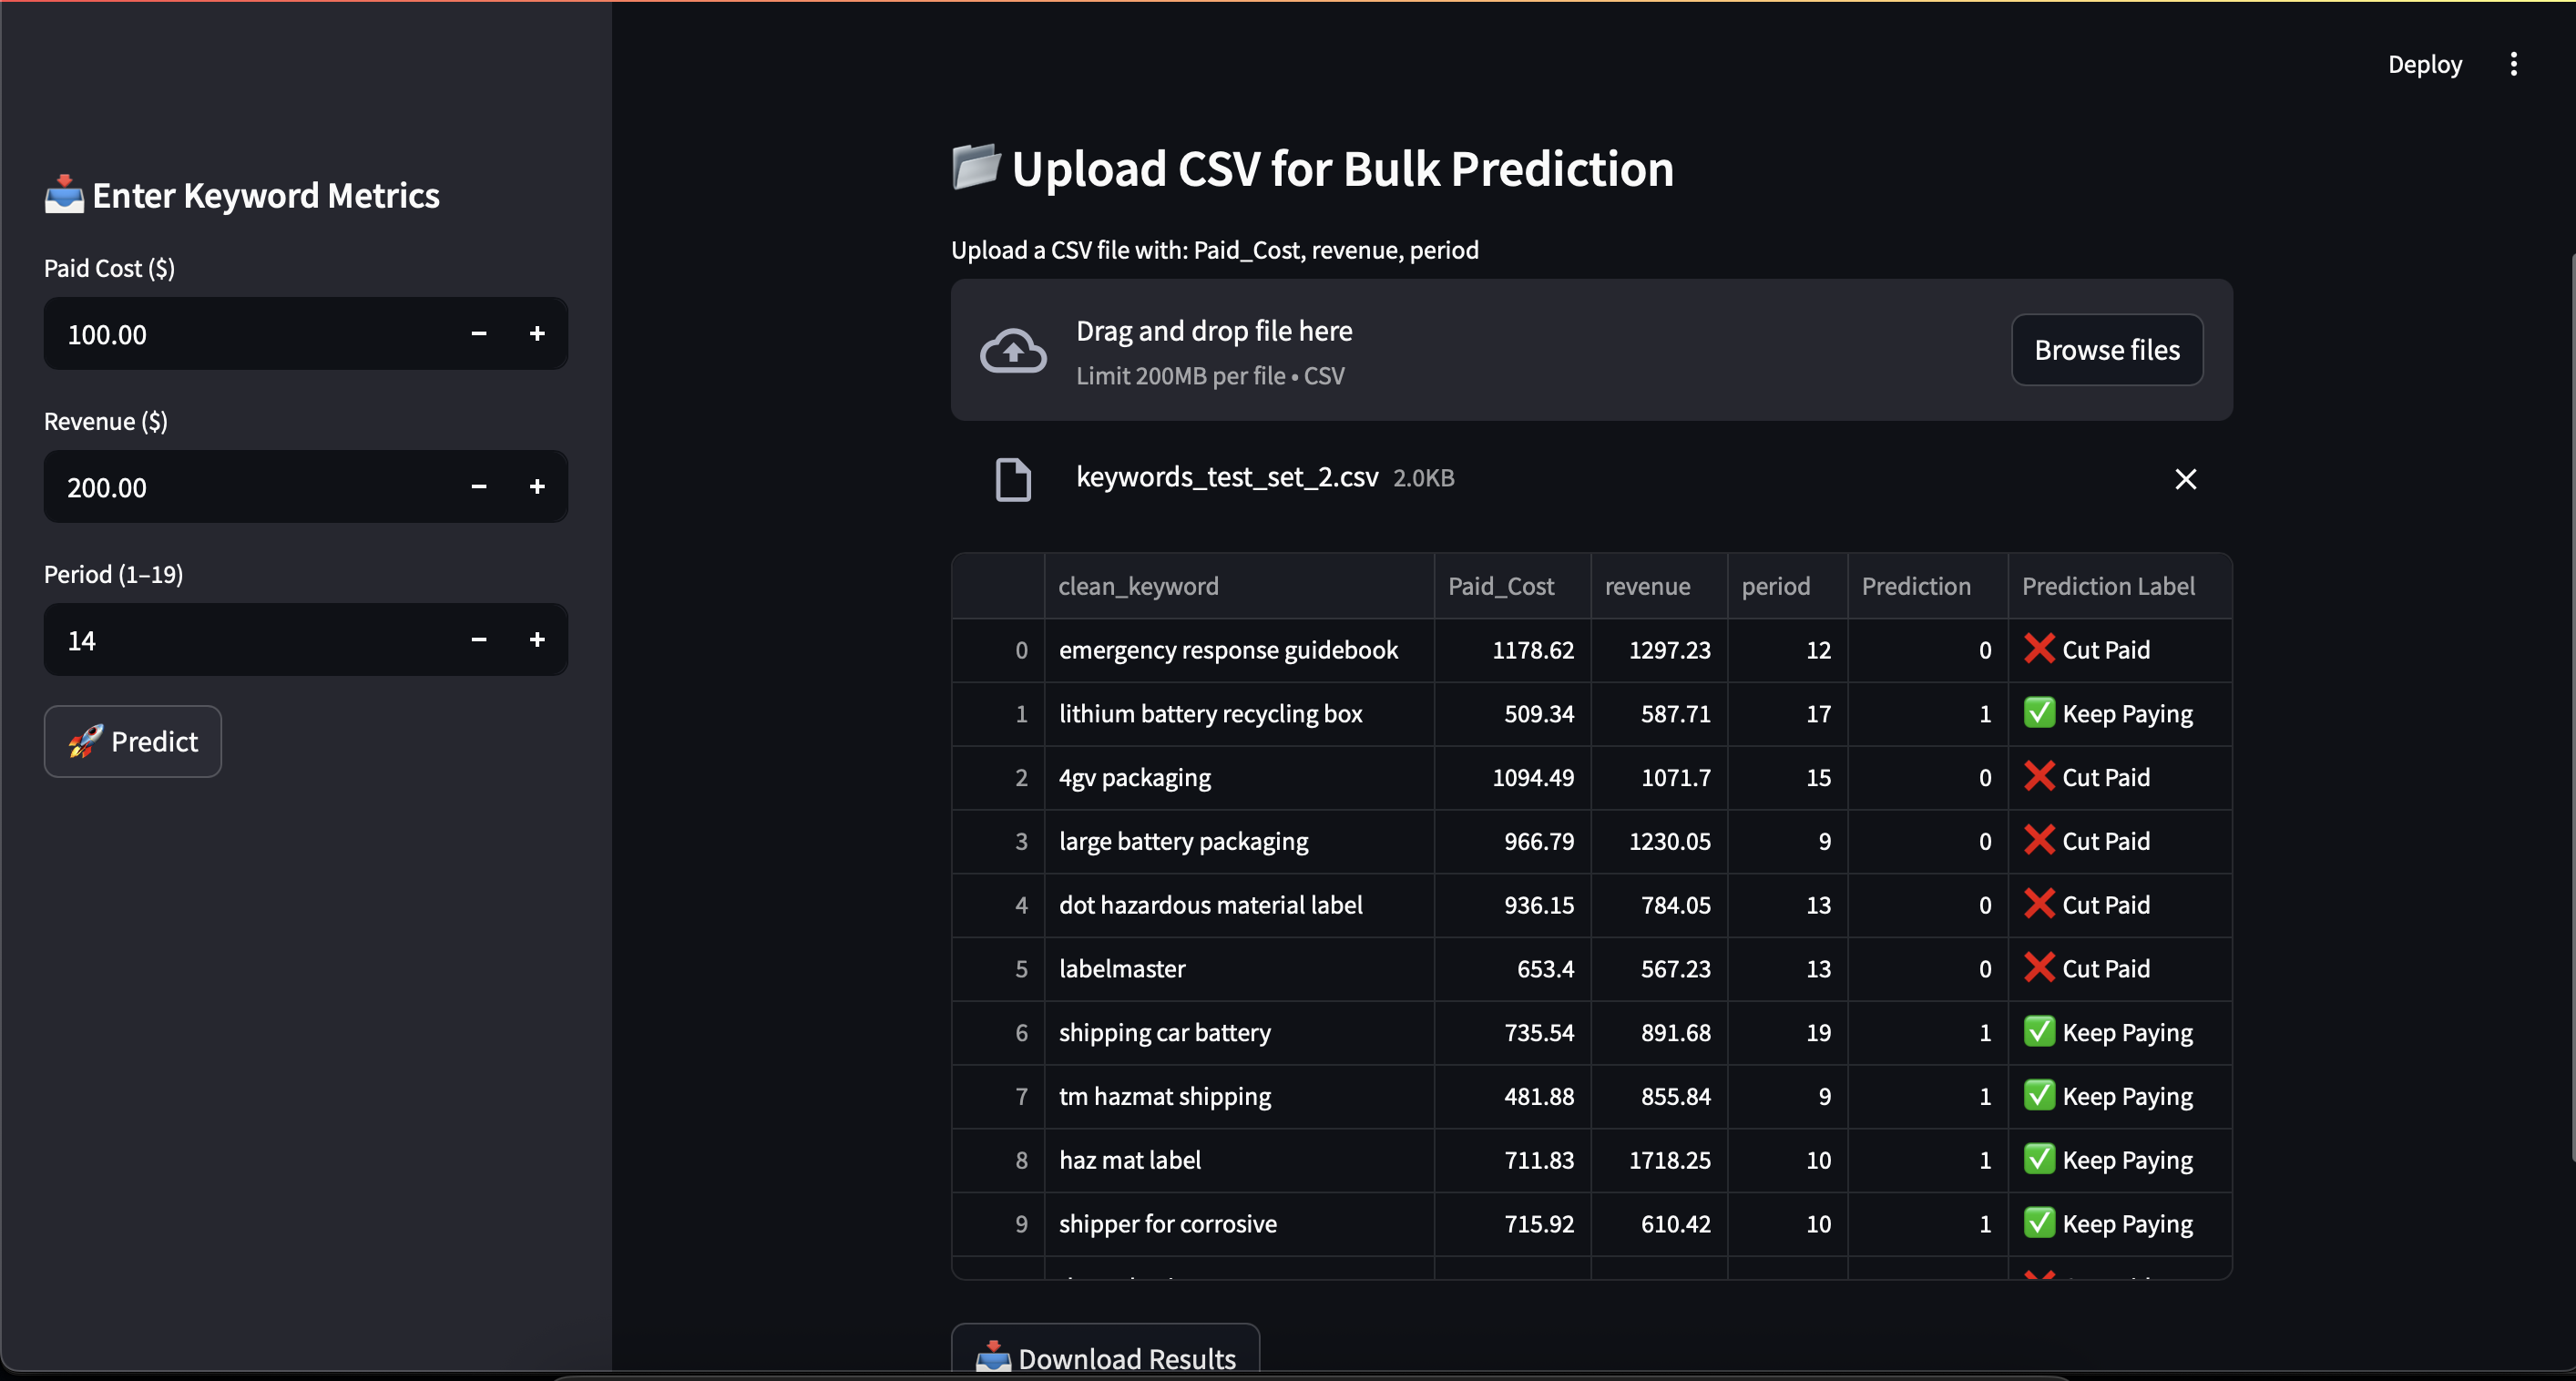 Deploy
Enter Keyword Metrics
Paid Cost ($)
100.00
Revenue ($)
200.00
Period (1–19)
14
Predict
Upload CSV for Bulk Prediction
Upload a CSV file with: Paid_Cost, revenue, period
Drag and drop file here
Limit 200MB per file • CSV
Browse files
keywords_test_set_2.csv 2.0KB
clean_keyword Paid_Cost revenue period Prediction Prediction Label
0 emergency response guidebook 1178.62 1297.23 12 0 Cut Paid
1 lithium battery recycling box 509.34 587.71 17 1 Keep Paying
2 4gv packaging 1094.49 1071.7 15 0 Cut Paid
3 large battery packaging 966.79 1230.05 9 0 Cut Paid
4 dot hazardous material label 936.15 784.05 13 0 Cut Paid
5 labelmaster 653.4 567.23 13 0 Cut Paid
6 shipping car battery 735.54 891.68 19 1 Keep Paying
7 tm hazmat shipping 481.88 855.84 9 1 Keep Paying
8 haz mat label 711.83 1718.25 10 1 Keep Paying
9 shipper for corrosive 715.92 610.42 10 1 Keep Paying
Download Results